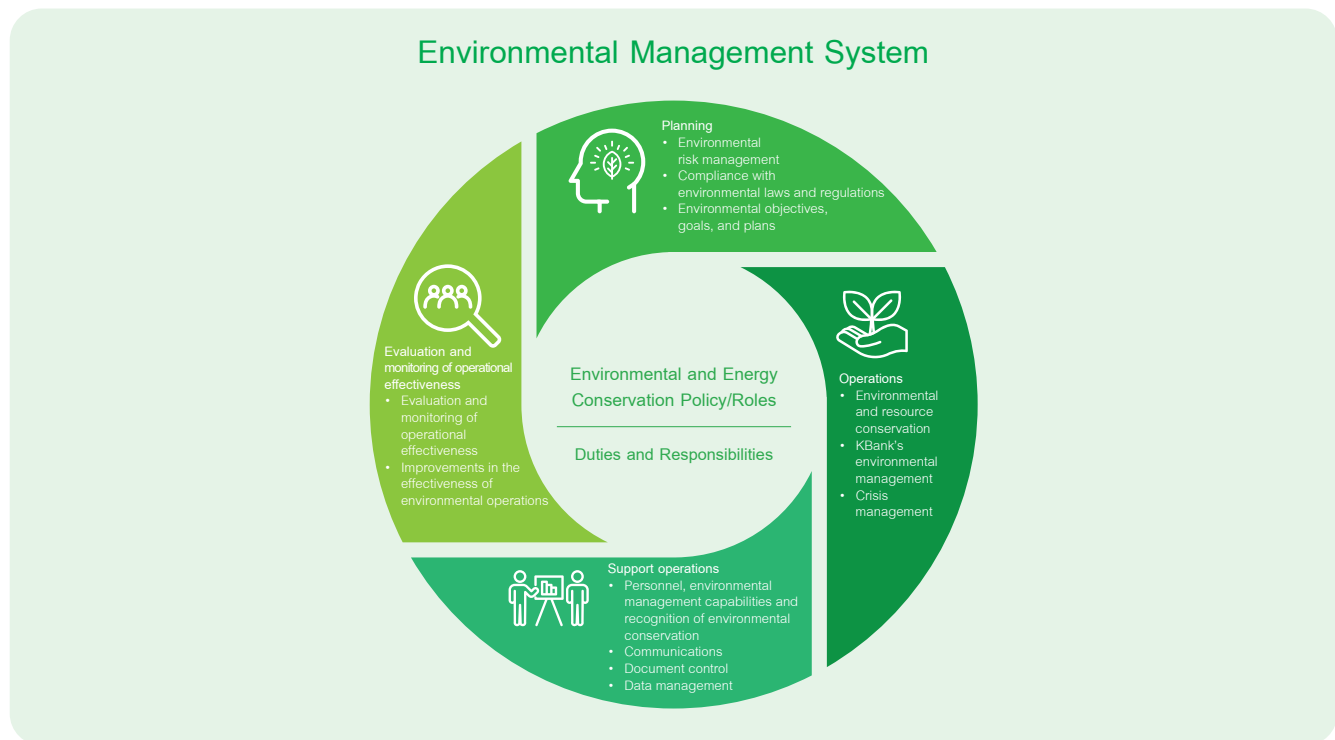 Environmental Management System
Planning
• Environmental
risk management
• Compliance with
environmental laws and regulations
• Environmental objectives,
goals, and plans
Operations
• Environmental
and resource
conservation
• KBank's
environmental
management
• Crisis
management
Support operations
• Personnel, environmental
management capabilities and
recognition of environmental
conservation
• Communications
• Document control
• Data management
Evaluation and
monitoring of operational
effectiveness
• Evaluation and
monitoring of
operational
effectiveness
• Improvements in the
effectiveness of
environmental operations
Environmental and Energy
Conservation Policy/Roles
Duties and Responsibilities